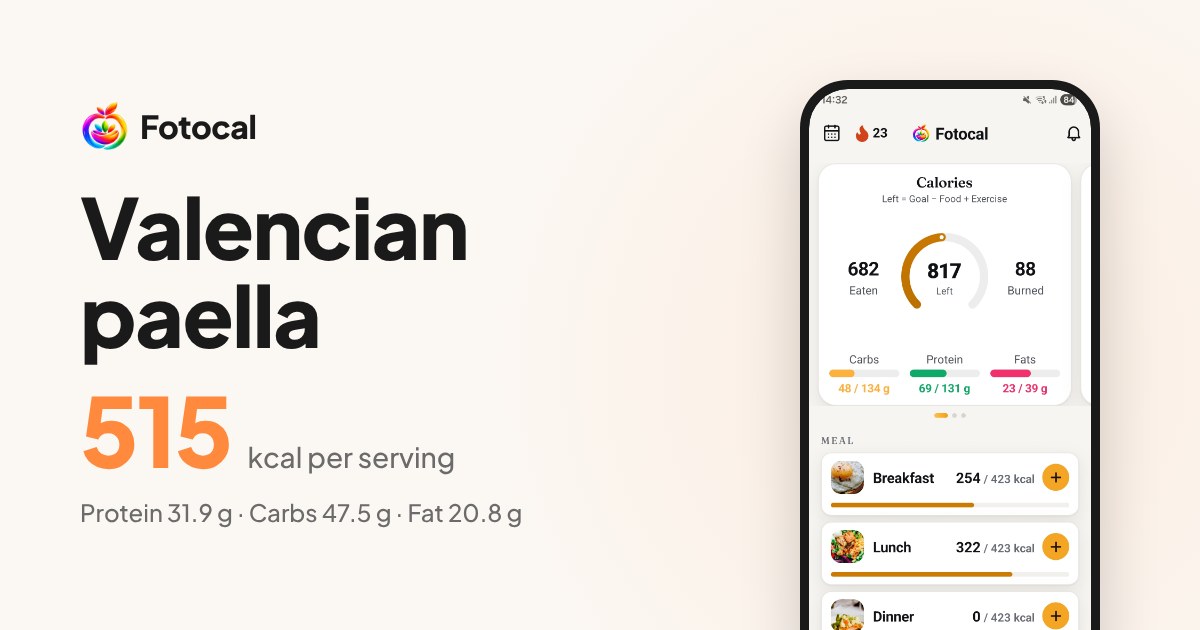 Fotocal
Valencian
paella
515 kcal per serving
Protein 31.9 g · Carbs 47.5 g · Fat 20.8 g
14:32
84
23
Fotocal
Calories
Left = Goal − Food + Exercise
682
Eaten
817
Left
88
Burned
Carbs
Protein
Fats
48 / 134 g
69 / 131 g
23 / 39 g
MEAL
Breakfast 254 / 423 kcal +
Lunch 322 / 423 kcal +
Dinner 0 / 423 kcal +